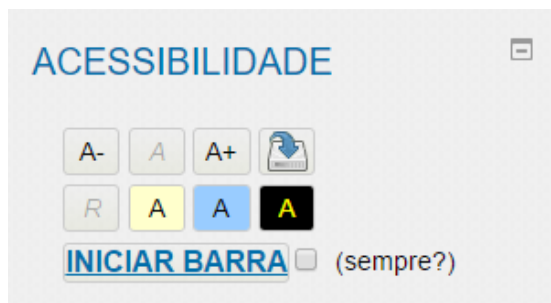 ACESSIBILIDADE
A- A A+
R A A A
INICIAR BARRA (sempre?)